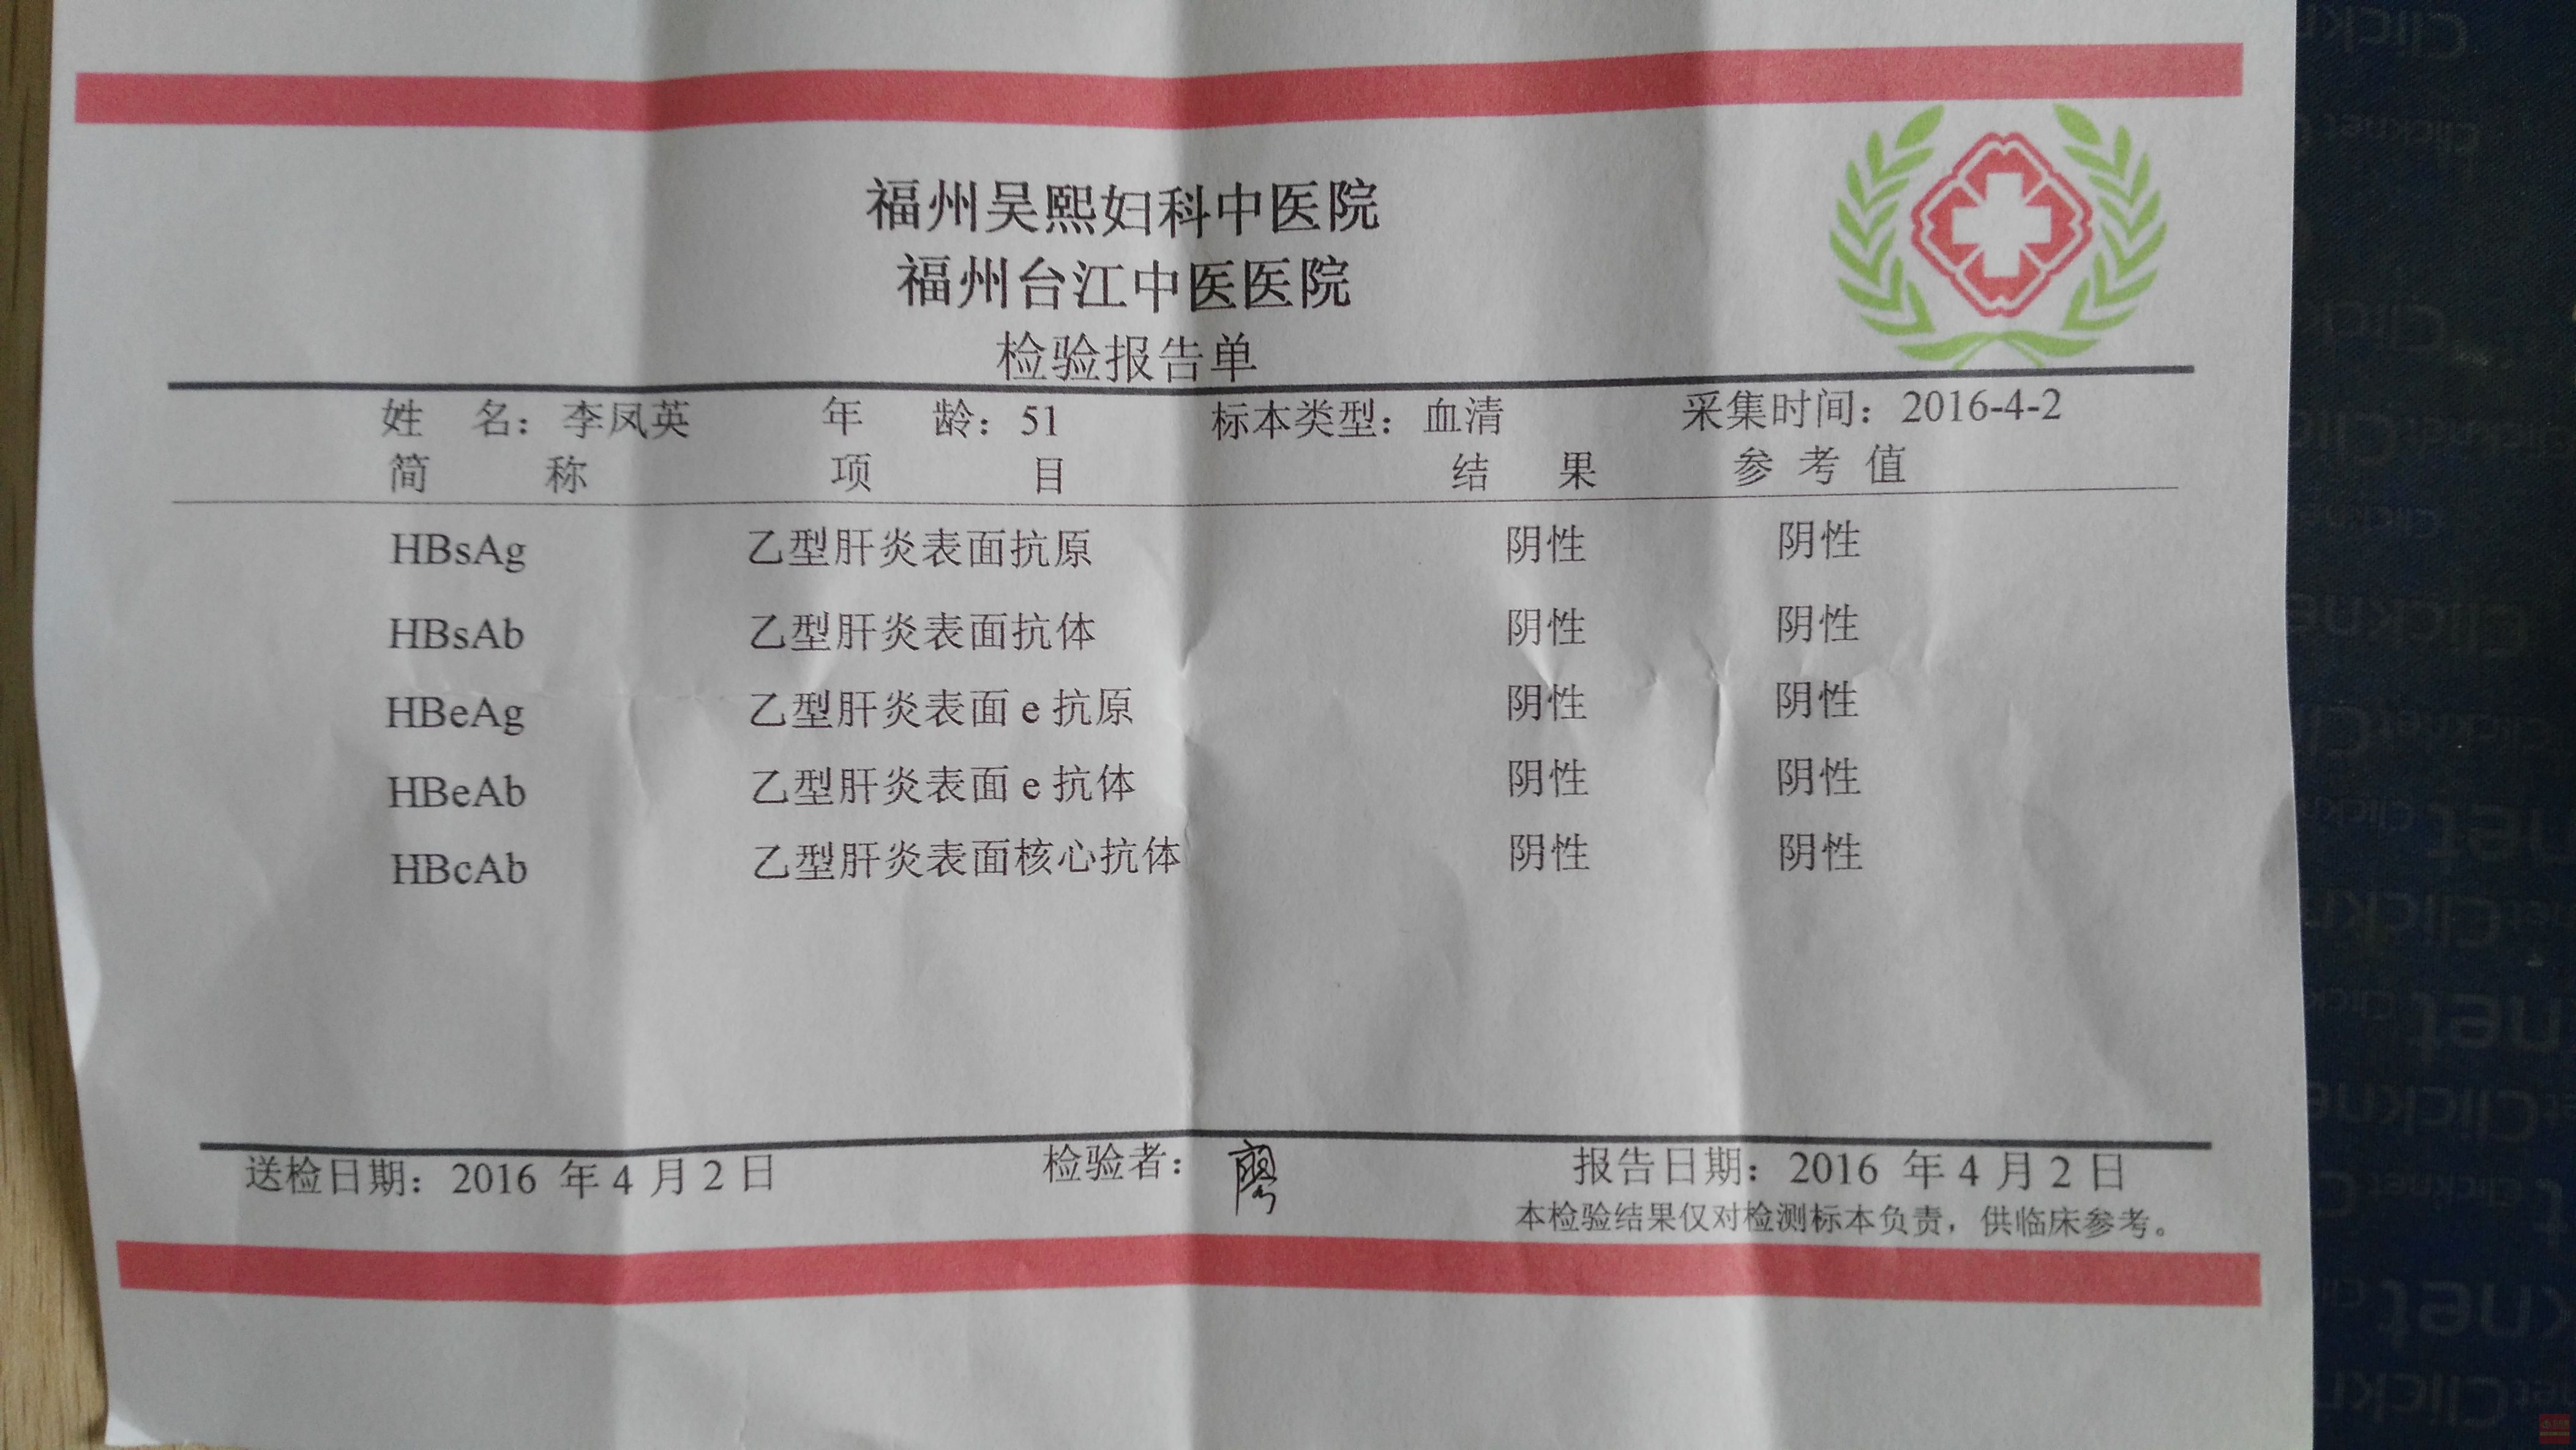 福州吴熙妇科中医院
福州台江中医医院
检验报告单
姓 名：李凤英 年 龄：51 标本类型：血清 采集时间：2016-4-2
简 称 项 目 结 果 参 考 值
HBsAg 乙型肝炎表面抗原 阴性 阴性
HBsAb 乙型肝炎表面抗体 阴性 阴性
HBeAg 乙型肝炎表面 e 抗原 阴性 阴性
HBeAb 乙型肝炎表面 e 抗体 阴性 阴性
HBcAb 乙型肝炎表面核心抗体 阴性 阴性
送检日期：2016 年 4 月 2 日 检验者：廖 报告日期：2016 年 4 月 2 日
本检验结果仅对检测标本负责，供临床参考。